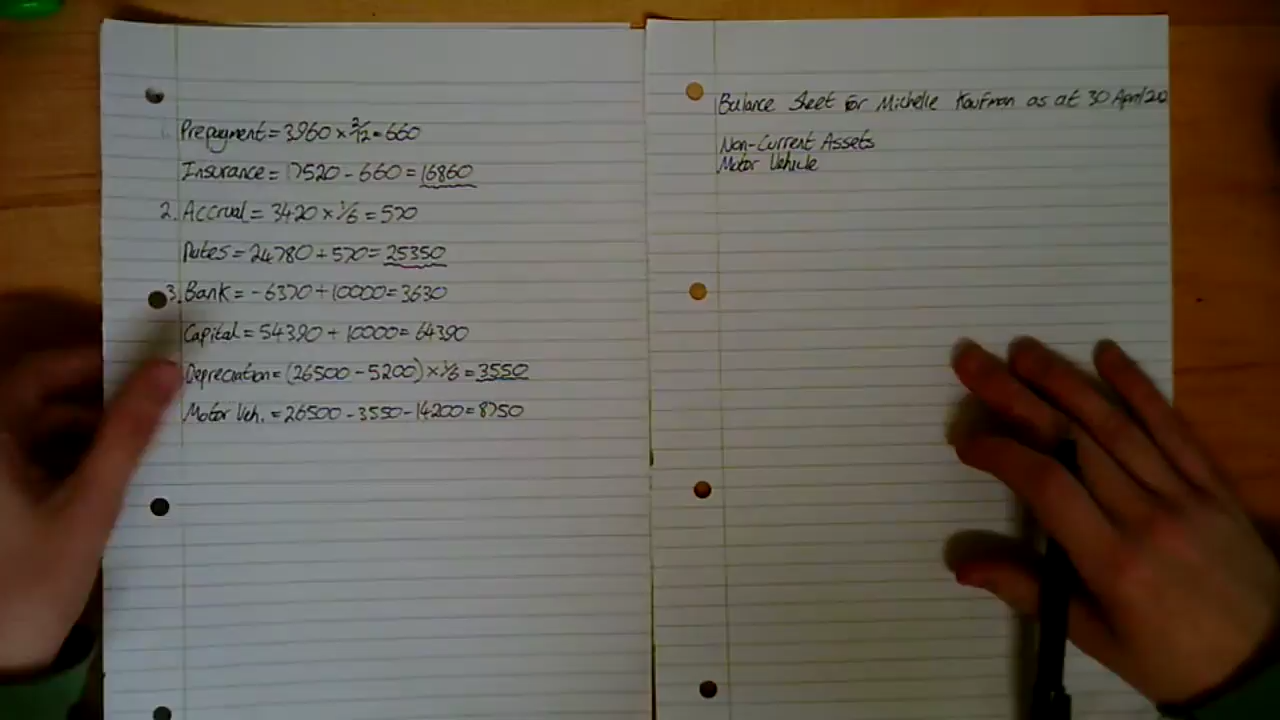 1. Prepayment = 3960 × 2/12 = 660
Insurance = 17520 - 660 = 16860
2. Accrual = 3420 × 1/6 = 570
Rates = 24780 + 570 = 25350
3. Bank = -6370 + 10000 = 3630
Capital = 54390 + 10000 = 64390
Depreciation = (26500 - 5200) × 1/6 = 3550
Motor Veh. = 26500 - 3550 - 14200 = 8750
Balance Sheet for Michelle Kaufman as at 30 April 20
Non-Current Assets
Motor Vehicle